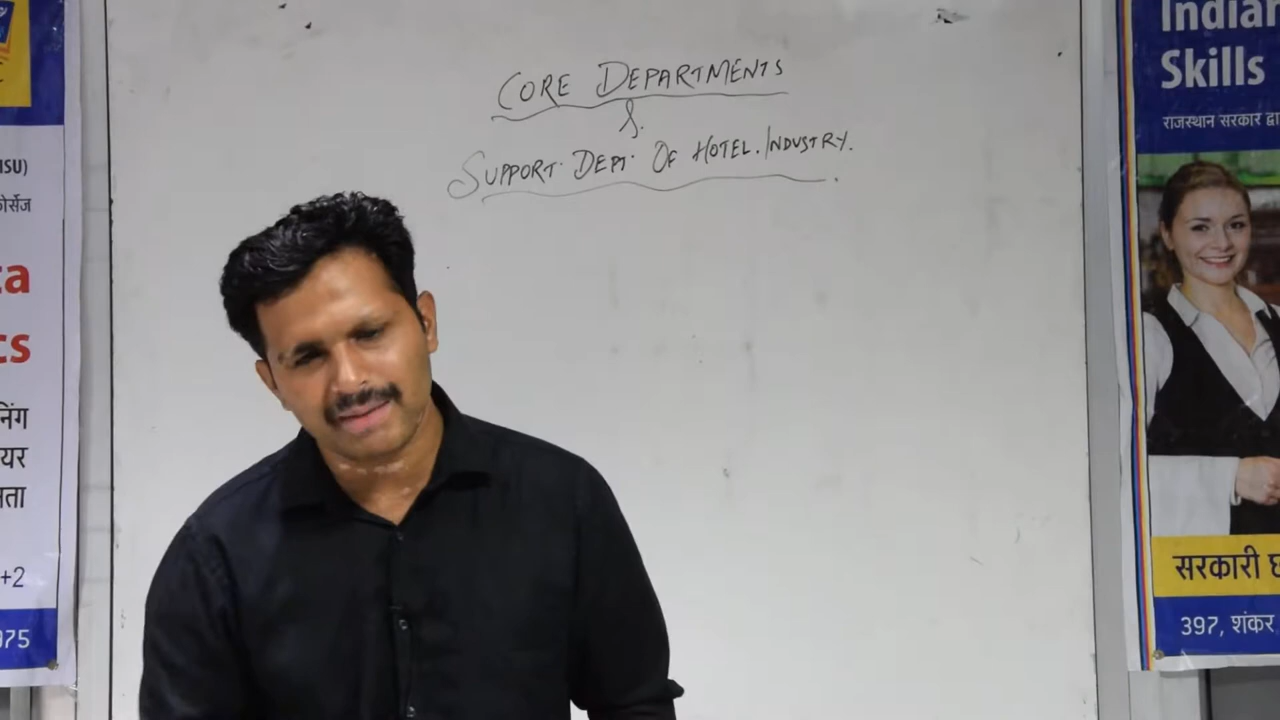 CORE DEPARTMENTS
&
SUPPORT. DEPT. OF HOTEL. INDUSTRY.
Indian
Skills
राजस्थान सरकार द्वा
सरकारी
397, शंकर
ISU)
कोर्सेज
ta
cs
निंग
यर
+2
975